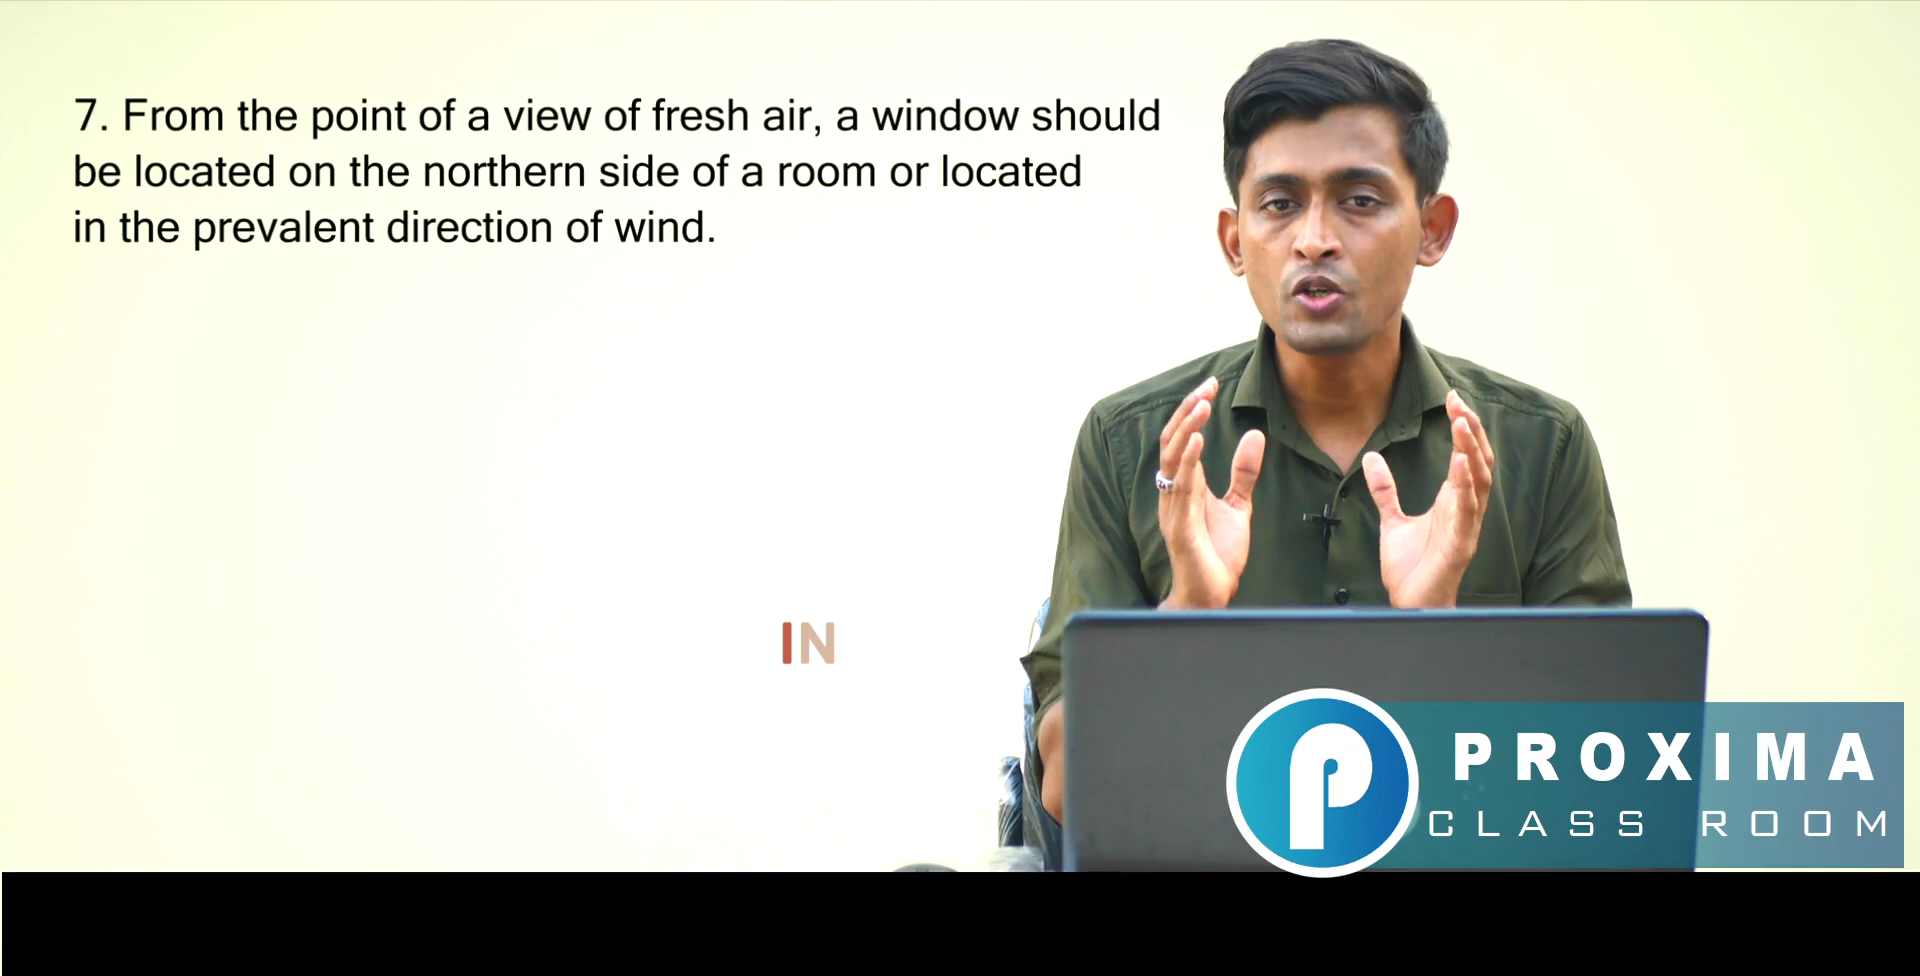 7. From the point of a view of fresh air, a window should
be located on the northern side of a room or located
in the prevalent direction of wind.
IN
PROXIMA
CLASS ROOM